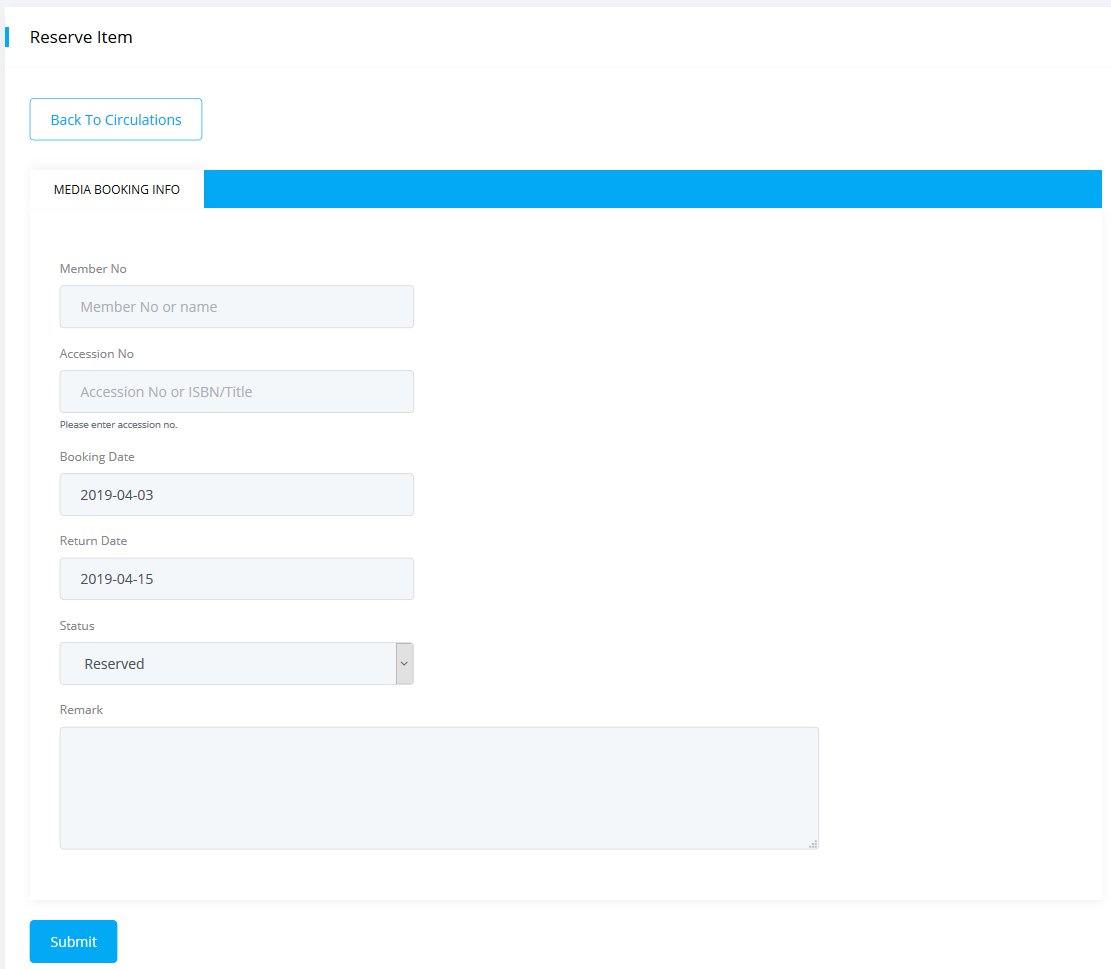 Reserve Item
Back To Circulations
MEDIA BOOKING INFO
Member No
Member No or name
Accession No
Accession No or ISBN/Title
Please enter accession no.
Booking Date
2019-04-03
Return Date
2019-04-15
Status
Reserved
Remark
Submit